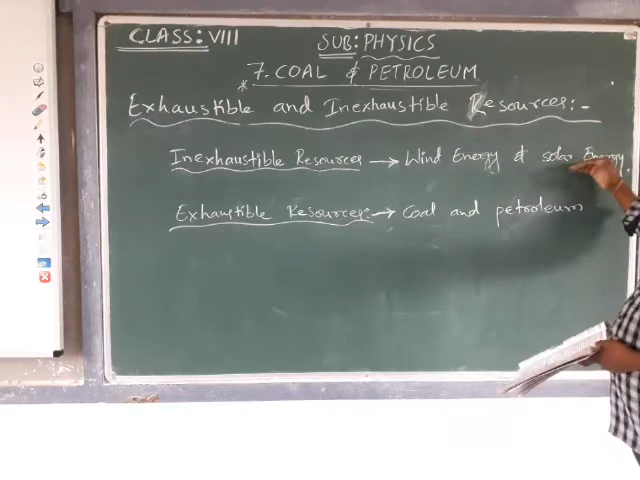 CLASS: VIII SUB: PHYSICS
* 7. COAL & PETROLEUM
Exhaustible and Inexhaustible Resources:-
Inexhaustible Resources → Wind Energy & solar Energy.
Exhaustible Resources:→ Coal and petroleum